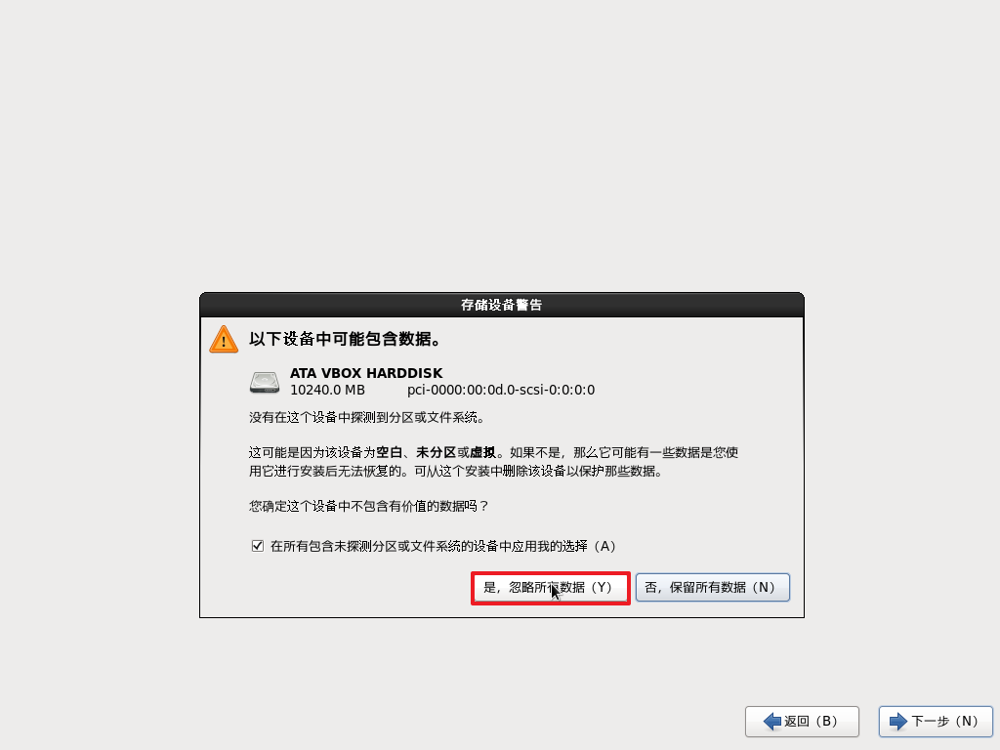 存储设备警告
以下设备中可能包含数据。
ATA VBOX HARDDISK
10240.0 MB pci-0000:00:0d.0-scsi-0:0:0:0
没有在这个设备中探测到分区或文件系统。
这可能是因为该设备为空白、未分区或虚拟。如果不是，那么它可能有一些数据是您使
用它进行安装后无法恢复的。可从这个安装中删除该设备以保护那些数据。
您确定这个设备中不包含有价值的数据吗？
在所有包含未探测分区或文件系统的设备中应用我的选择（A）
是，忽略所有数据（Y） 否，保留所有数据（N）
返回（B） 下一步（N）